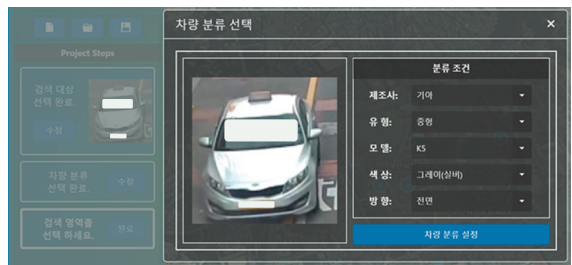 차량 분류 선택
×
Project Steps
검색 대상
선택 완료.
수정
차량 분류
선택 완료.
수정
검색 영역을
선택 하세요.
완료
분류 조건
제조사: 기아
유 형: 중형
모 델: K5
색 상: 그레이(실버)
방 향: 전면
차량 분류 설정